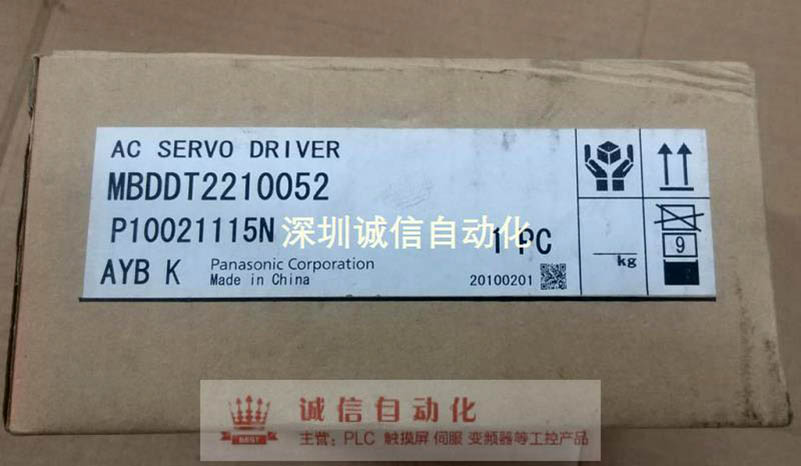 AC SERVO DRIVER
MBDDT2210052
P10021115N 深圳诚信自动化 1 PC
AYB K Panasonic Corporation
Made in China
20100201
kg
9
BEST
诚信自动化
主营：PLC 触摸屏 伺服 变频器等工控产品